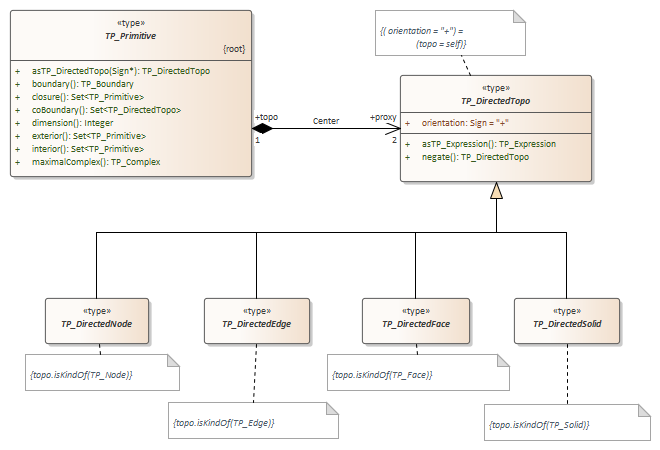 «type»
TP_Primitive
{root}
+ asTP_DirectedTopo(Sign*): TP_DirectedTopo
+ boundary(): TP_Boundary
+ closure(): Set<TP_Primitive>
+ coBoundary(): Set<TP_DirectedTopo>
+ dimension(): Integer
+ exterior(): Set<TP_Primitive>
+ interior(): Set<TP_Primitive>
+ maximalComplex(): TP_Complex
+topo
1
Center
+proxy
2
{( orientation = "+") =
(topo = self)}
«type»
TP_DirectedTopo
+ orientation: Sign = "+"
+ asTP_Expression(): TP_Expression
+ negate(): TP_DirectedTopo
«type»
TP_DirectedNode
«type»
TP_DirectedEdge
«type»
TP_DirectedFace
«type»
TP_DirectedSolid
{topo.isKindOf(TP_Node)}
{topo.isKindOf(TP_Face)}
{topo.isKindOf(TP_Edge)}
{topo.isKindOf(TP_Solid)}